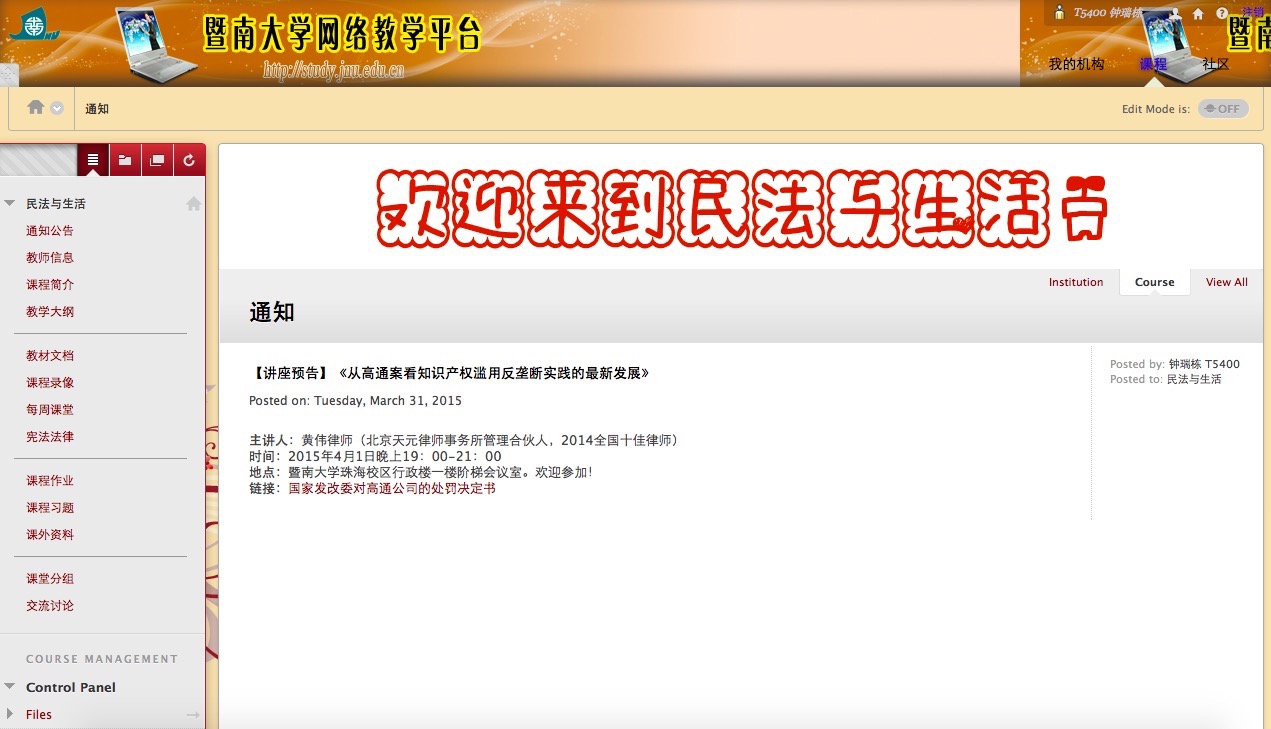 暨南大学网络教学平台
http://study.jnu.edu.cn
T5400 钟瑞栋
注销
暨南
我的机构
课程
社区
通知
Edit Mode is:
OFF
民法与生活
通知公告
教师信息
课程简介
教学大纲
教材文档
课程录像
每周课堂
宪法法律
课程作业
课程习题
课外资料
课堂分组
交流讨论
COURSE MANAGEMENT
Control Panel
Files
欢迎来到民法与生活
Institution
Course
View All
通知
【讲座预告】《从高通案看知识产权滥用反垄断实践的最新发展》
Posted on: Tuesday, March 31, 2015
主讲人：黄伟律师（北京天元律师事务所管理合伙人，2014全国十佳律师）
时间：2015年4月1日晚上19：00-21：00
地点：暨南大学珠海校区行政楼一楼阶梯会议室。欢迎参加！
链接：国家发改委对高通公司的处罚决定书
Posted by: 钟瑞栋 T5400
Posted to: 民法与生活